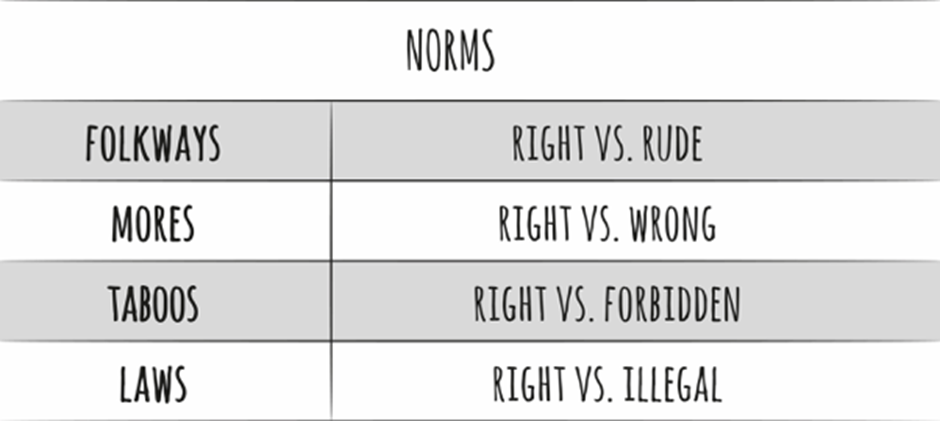 NORMS
FOLKWAYS RIGHT VS. RUDE
MORES RIGHT VS. WRONG
TABOOS RIGHT VS. FORBIDDEN
LAWS RIGHT VS. ILLEGAL